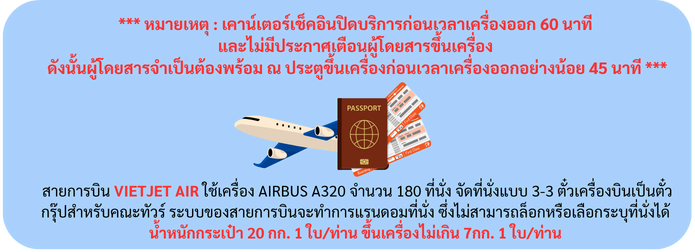 *** หมายเหตุ : เคาน์เตอร์เช็คอินปิดบริการก่อนเวลาเครื่องออก 60 นาที
และไม่มีประกาศเตือนผู้โดยสารขึ้นเครื่อง
ดังนั้นผู้โดยสารจำเป็นต้องพร้อม ณ ประตูขึ้นเครื่องก่อนเวลาเครื่องออกอย่างน้อย 45 นาที ***
PASSPORT
สายการบิน VIETJET AIR ใช้เครื่อง AIRBUS A320 จำนวน 180 ที่นั่ง จัดที่นั่งแบบ 3-3 ตั๋วเครื่องบินเป็นตั๋ว
กรุ๊ปสำหรับคณะทัวร์ ระบบของสายการบินจะทำการแรนดอมที่นั่ง ซึ่งไม่สามารถล็อกหรือเลือกระบุที่นั่งได้
น้ำหนักกระเป๋า 20 กก. 1 ใบ/ท่าน ขึ้นเครื่องไม่เกิน 7กก. 1 ใบ/ท่าน